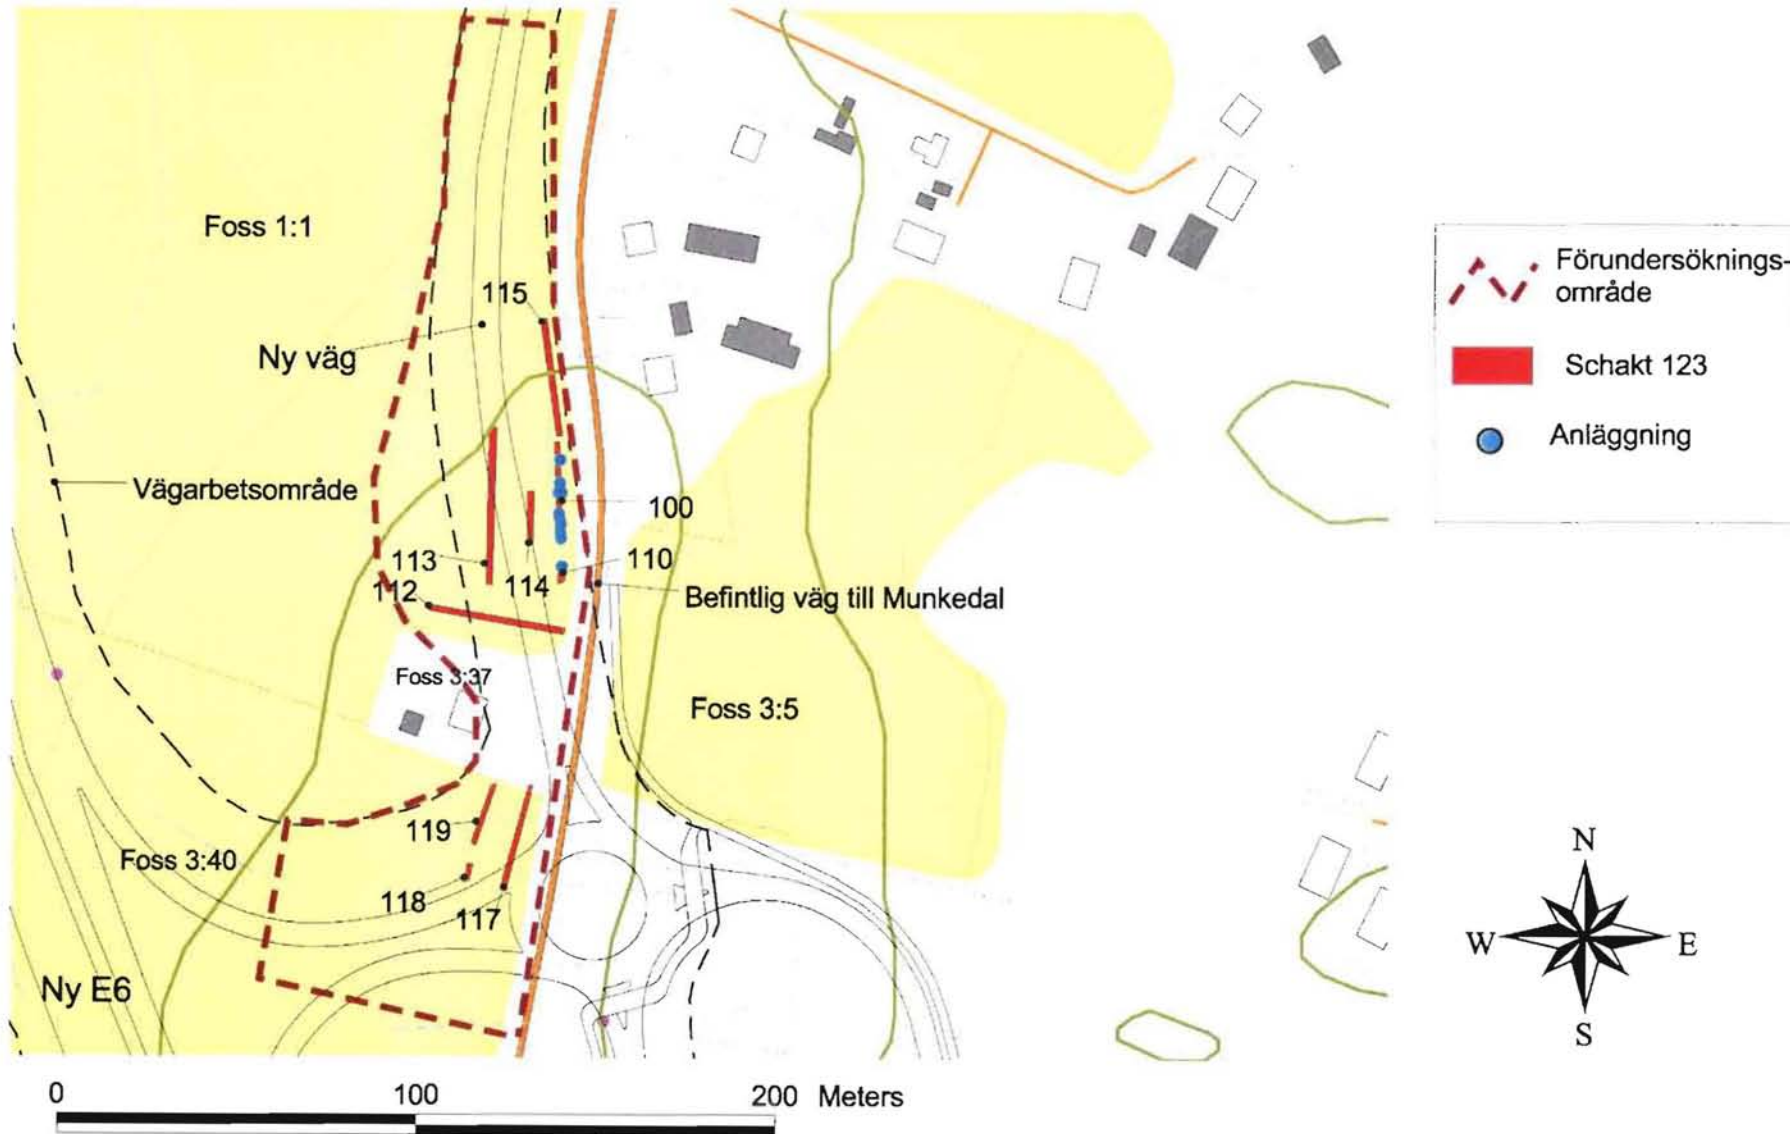 Foss 1:1
115
Ny väg
Vägarbetsområde
100
113
114
110
112
Befintlig väg till Munkedal
Foss 3:37
Foss 3:5
119
Foss 3:40
118
117
Ny E6
Förundersöknings-
område
Schakt 123
Anläggning
N
W
E
S
0 100 200 Meters